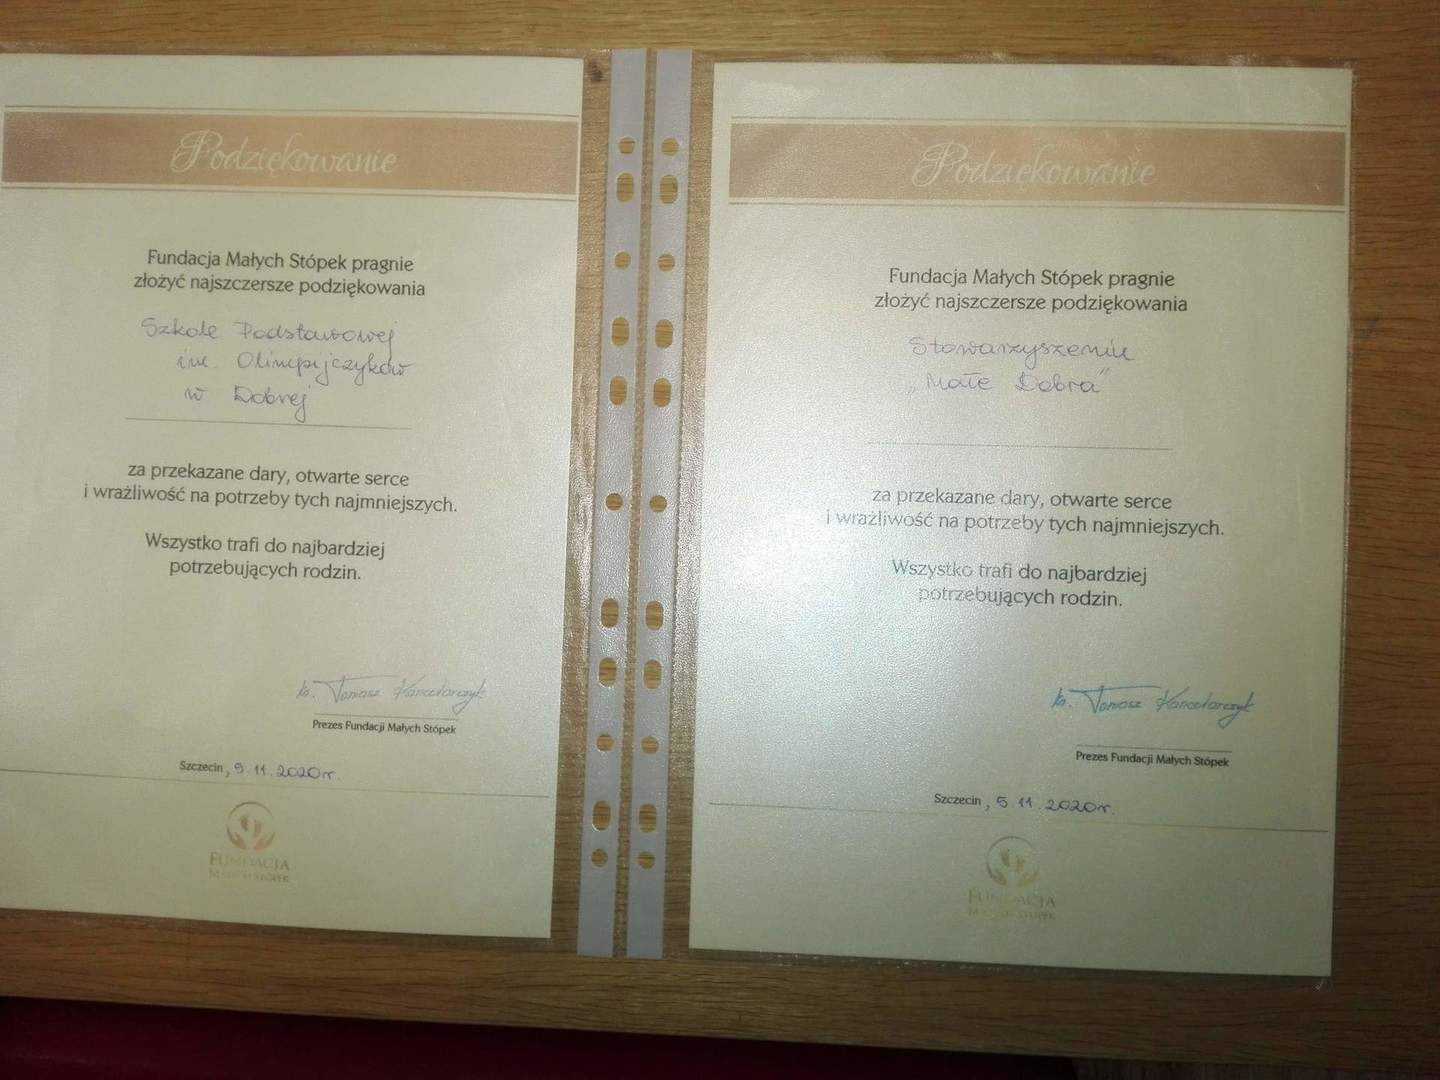 Podziękowanie
Fundacja Małych Stópek pragnie
złożyć najszczersze podziękowania
Szkole Podstawowej
im. Olimpijczyków
w Dobrej
za przekazane dary, otwarte serce
i wrażliwość na potrzeby tych najmniejszych.
Wszystko trafi do najbardziej
potrzebujących rodzin.
ks. Tomasz Kancelarczyk
Prezes Fundacji Małych Stópek
Szczecin, 5.11.2020r.
FUNDACJA
MAŁYCH STÓPEK
Podziękowanie
Fundacja Małych Stópek pragnie
złożyć najszczersze podziękowania
Stowarzyszeniu
„Małe Dobra"
za przekazane dary, otwarte serce
i wrażliwość na potrzeby tych najmniejszych.
Wszystko trafi do najbardziej
potrzebujących rodzin.
ks. Tomasz Kancelarczyk
Prezes Fundacji Małych Stópek
Szczecin, 5.11.2020r.
FUNDACJA
MAŁYCH STÓPEK